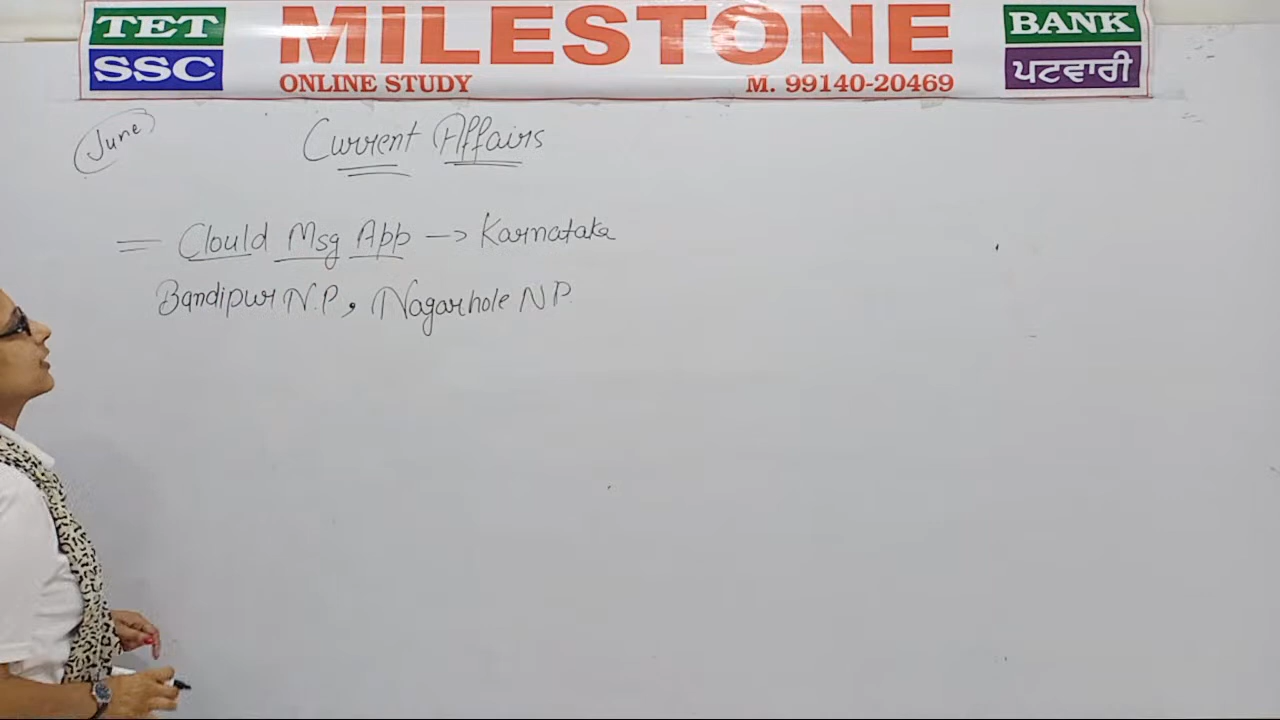 TET
SSC
MILESTONE
ONLINE STUDY M. 99140-20469
BANK
ਪਟਵਾਰੀ
June
Current Affairs
= Clould Msg App -> Karnataka
Bandipur N.P, Nagarhole N P.